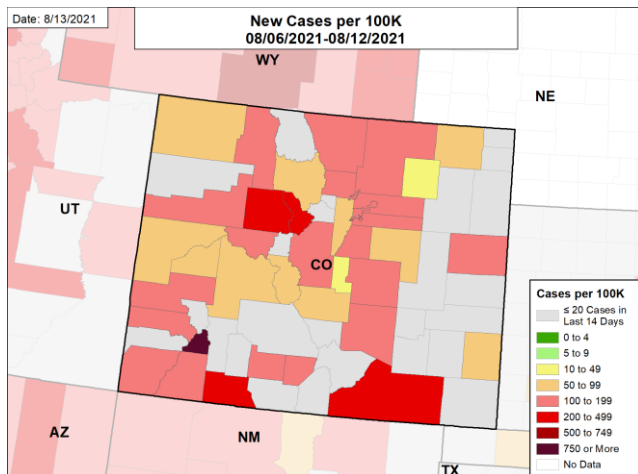 Date: 8/13/2021
New Cases per 100K
08/06/2021-08/12/2021
WY
NE
UT
CO
AZ
NM
TX
Cases per 100K
≤ 20 Cases in
Last 14 Days
0 to 4
5 to 9
10 to 49
50 to 99
100 to 199
200 to 499
500 to 749
750 or More
No Data